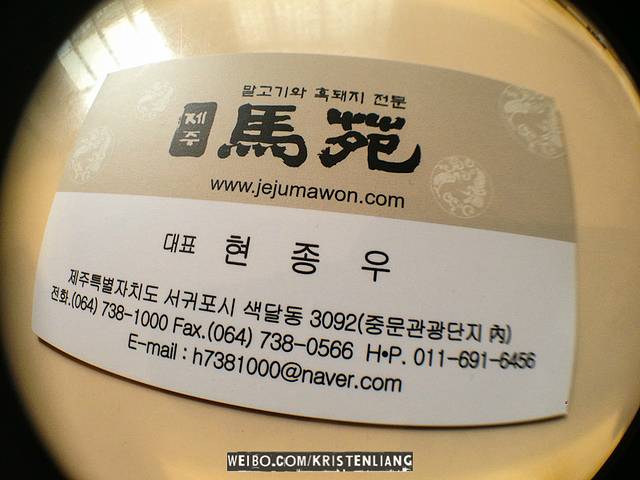 말고기와 흑돼지 전문
제주 馬苑
www.jejumawon.com
대표 현 종 우
제주특별자치도 서귀포시 색달동 3092(중문관광단지 內)
전화.(064) 738-1000 Fax.(064) 738-0566 H•P. 011-691-6456
E-mail : h7381000@naver.com
WEIBO.COM/KRISTENLIANG